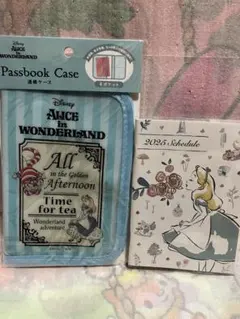 Disney
ALICE in
WONDERLAND
Passbook Case
通帳ケース
Disney
ALICE
in
WONDERLAND
All
in the Golden
Afternoon
Time
for tea
Wonderland
adventure
2025 Schedule